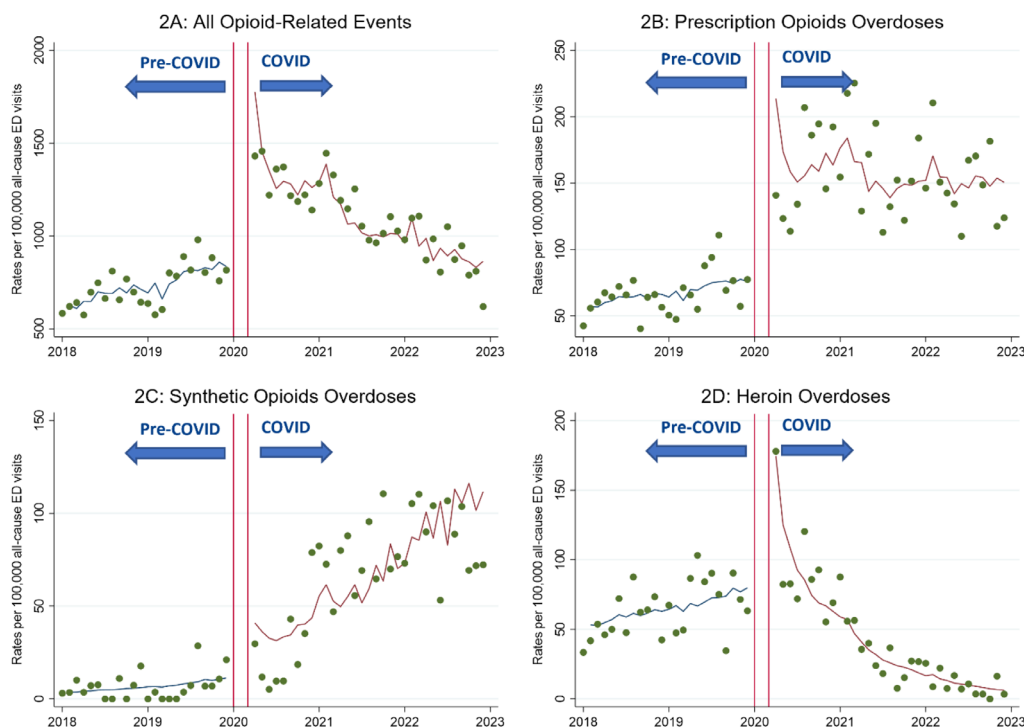 2A: All Opioid-Related Events
Rates per 100,000 all-cause ED visits
2000
1500
1000
500
Pre-COVID
COVID
2018
2019
2020
2021
2022
2023
2B: Prescription Opioids Overdoses
Rates per 100,000 all-cause ED visits
250
200
150
100
50
Pre-COVID
COVID
2018
2019
2020
2021
2022
2023
2C: Synthetic Opioids Overdoses
Rates per 100,000 all-cause ED visits
150
100
50
0
Pre-COVID
COVID
2018
2019
2020
2021
2022
2023
2D: Heroin Overdoses
Rates per 100,000 all-cause ED visits
200
150
100
50
0
Pre-COVID
COVID
2018
2019
2020
2021
2022
2023